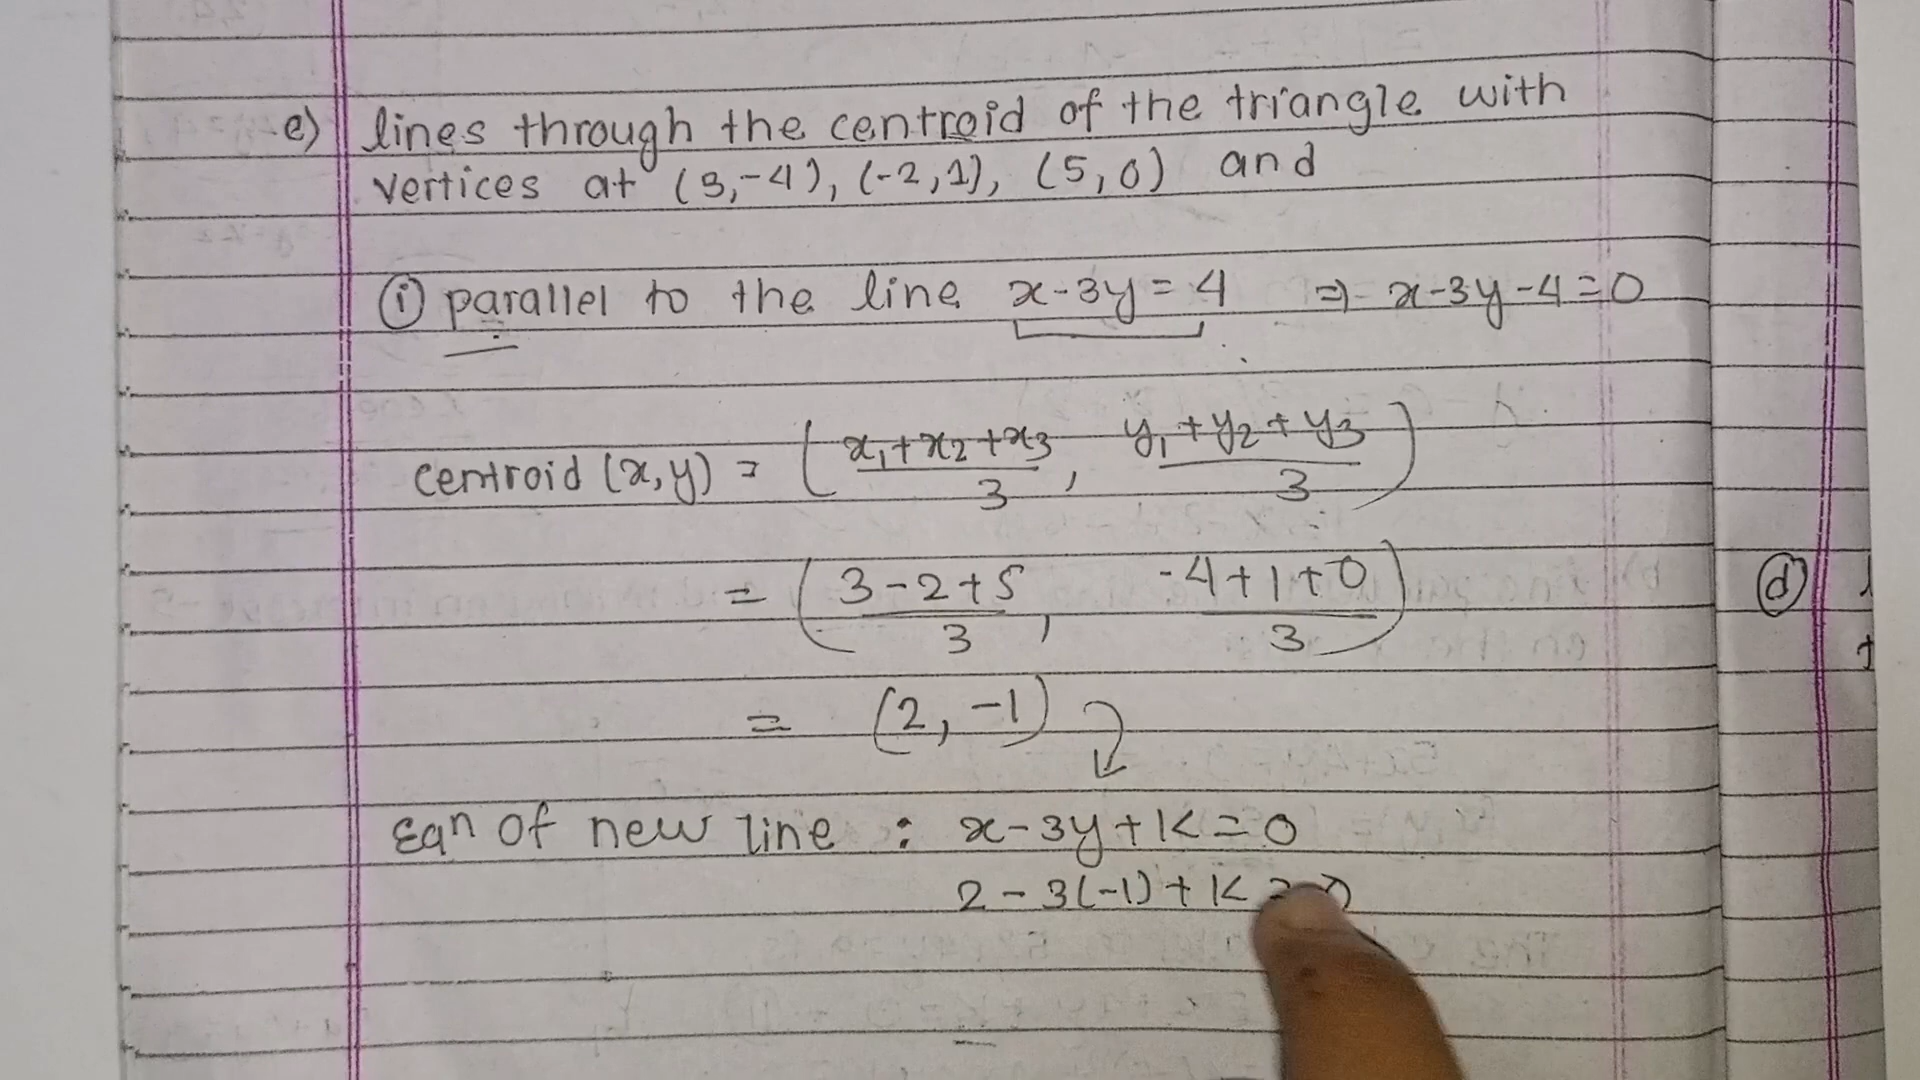 e) lines through the centroid of the triangle with
vertices at (3,-4), (-2,1), (5,0) and
(i) parallel to the line x-3y=4 ⇒ x-3y-4=0
centroid (x,y) = (x₁+x₂+x₃/3, y₁+y₂+y₃/3)
= (3-2+5/3, -4+1+0/3)
(d)
= (2,-1)
Eqn of new line : x-3y+K=0
2-3(-1)+K=0